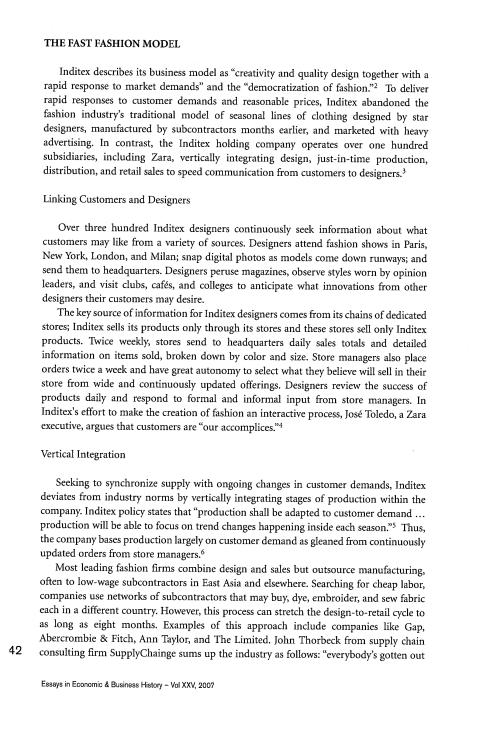 THE FAST FASHION MODEL
Inditex describes its business model as “creativity and quality design together with a
rapid response to market demands” and the “democratization of fashion.”2 To deliver
rapid responses to customer demands and reasonable prices, Inditex abandoned the
fashion industry’s traditional model of seasonal lines of clothing designed by star
designers, manufactured by subcontractors months earlier, and marketed with heavy
advertising. In contrast, the Inditex holding company operates over one hundred
subsidiaries, including Zara, vertically integrating design, just-in-time production,
distribution, and retail sales to speed communication from customers to designers.3
Linking Customers and Designers
Over three hundred Inditex designers continuously seek information about what
customers may like from a variety of sources. Designers attend fashion shows in Paris,
New York, London, and Milan; snap digital photos as models come down runways; and
send them to headquarters. Designers peruse magazines, observe styles worn by opinion
leaders, and visit clubs, cafés, and colleges to anticipate what innovations from other
designers their customers may desire.
The key source of information for Inditex designers comes from its chains of dedicated
stores; Inditex sells its products only through its stores and these stores sell only Inditex
products. Twice weekly, stores send to headquarters daily sales totals and detailed
information on items sold, broken down by color and size. Store managers also place
orders twice a week and have great autonomy to select what they believe will sell in their
store from wide and continuously updated offerings. Designers review the success of
products daily and respond to formal and informal input from store managers. In
Inditex’s effort to make the creation of fashion an interactive process, José Toledo, a Zara
executive, argues that customers are “our accomplices.”4
Vertical Integration
Seeking to synchronize supply with ongoing changes in customer demands, Inditex
deviates from industry norms by vertically integrating stages of production within the
company. Inditex policy states that “production shall be adapted to customer demand ...
production will be able to focus on trend changes happening inside each season.”5 Thus,
the company bases production largely on customer demand as gleaned from continuously
updated orders from store managers.6
Most leading fashion firms combine design and sales but outsource manufacturing,
often to low-wage subcontractors in East Asia and elsewhere. Searching for cheap labor,
companies use networks of subcontractors that may buy, dye, embroider, and sew fabric
each in a different country. However, this process can stretch the design-to-retail cycle to
as long as eight months. Examples of this approach include companies like Gap,
Abercrombie & Fitch, Ann Taylor, and The Limited. John Thorbeck from supply chain
42 consulting firm SupplyChainge sums up the industry as follows: “everybody’s gotten out
Essays in Economic & Business History – Vol XXV, 2007